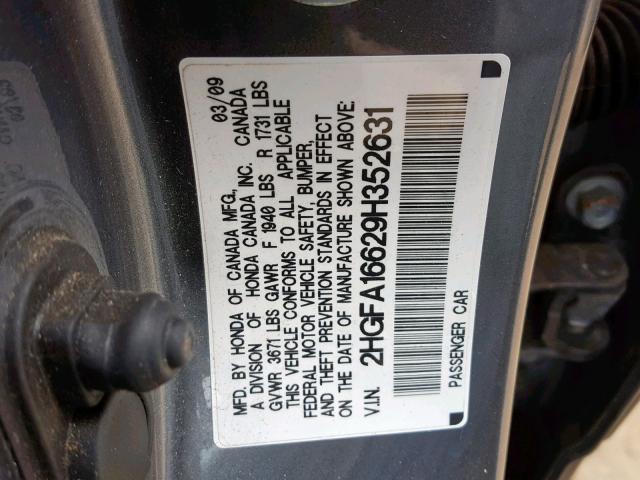 MFD. BY HONDA OF CANADA MFG., 03/09
A DIVISION OF HONDA CANADA INC. CANADA
GVWR 3671 LBS GAWR F 1940 LBS R 1731 LBS
THIS VEHICLE CONFORMS TO ALL APPLICABLE
FEDERAL MOTOR VEHICLE SAFETY, BUMPER,
AND THEFT PREVENTION STANDARDS IN EFFECT
ON THE DATE OF MANUFACTURE SHOWN ABOVE.
V.I.N. 2HGFA16629H352631
PASSENGER CAR